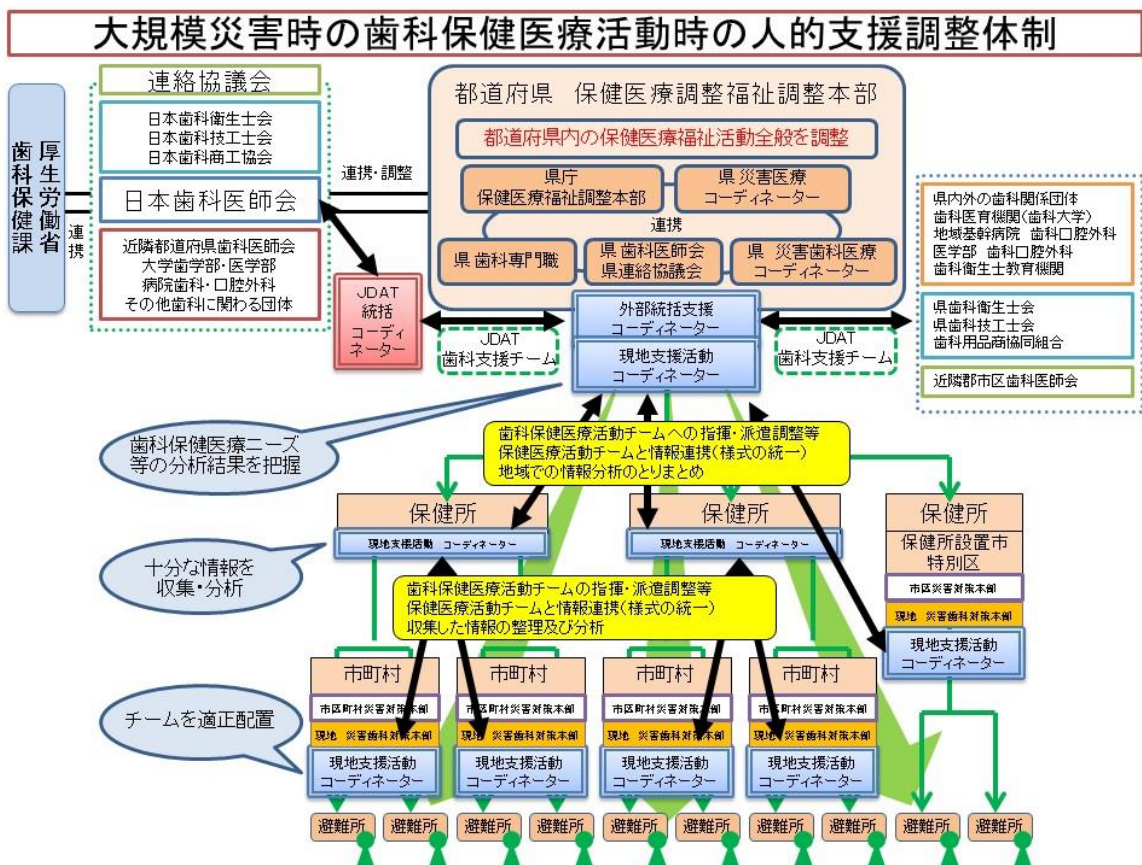 大規模災害時の歯科保健医療活動時の人的支援調整体制
厚生労働省
歯科保健課
連携
連絡協議会
日本歯科衛生士会
日本歯科技工士会
日本歯科商工協会
日本歯科医師会
近隣都道府県歯科医師会
大学歯学部・医学部
病院歯科・口腔外科
その他歯科に関わる団体
連携・調整
JDAT
統括
コーディ
ネーター
都道府県 保健医療調整福祉調整本部
都道府県内の保健医療福祉活動全般を調整
県庁
保健医療福祉調整本部
県災害医療
コーディネーター
連携
県歯科専門職
県歯科医師会
県連絡協議会
県 災害歯科医療
コーディネーター
外部統括支援
コーディネーター
現地支援活動
コーディネーター
JDAT
歯科支援チーム
JDAT
歯科支援チーム
県内外の歯科関係団体
歯科医育機関(歯科大学)
地域基幹病院 歯科口腔外科
医学部 歯科口腔外科
歯科衛生士教育機関
県歯科衛生士会
県歯科技工士会
歯科用品商協同組合
近隣郡市区歯科医師会
歯科保健医療ニーズ
等の分析結果を把握
歯科保健医療活動チームへの指揮・派遣調整等
保健医療活動チームと情報連携(様式の統一)
地域での情報分析のとりまとめ
保健所
現地支援活動 コーディネーター
保健所
現地支援活動 コーディネーター
保健所
保健所設置市
特別区
市区災害対策本部
現地 災害歯科対策本部
現地支援活動
コーディネーター
十分な情報を
収集・分析
歯科保健医療活動チームの指揮・派遣調整等
保健医療活動チームと情報連携(様式の統一)
収集した情報の整理及び分析
チームを適正配置
市町村
市区町村災害対策本部
現地 災害歯科対策本部
現地支援活動
コーディネーター
市町村
市区町村災害対策本部
現地 災害歯科対策本部
現地支援活動
コーディネーター
市町村
市区町村災害対策本部
現地 災害歯科対策本部
現地支援活動
コーディネーター
市町村
市区町村災害対策本部
現地 災害歯科対策本部
現地支援活動
コーディネーター
避難所
避難所
避難所
避難所
避難所
避難所
避難所
避難所
避難所
避難所